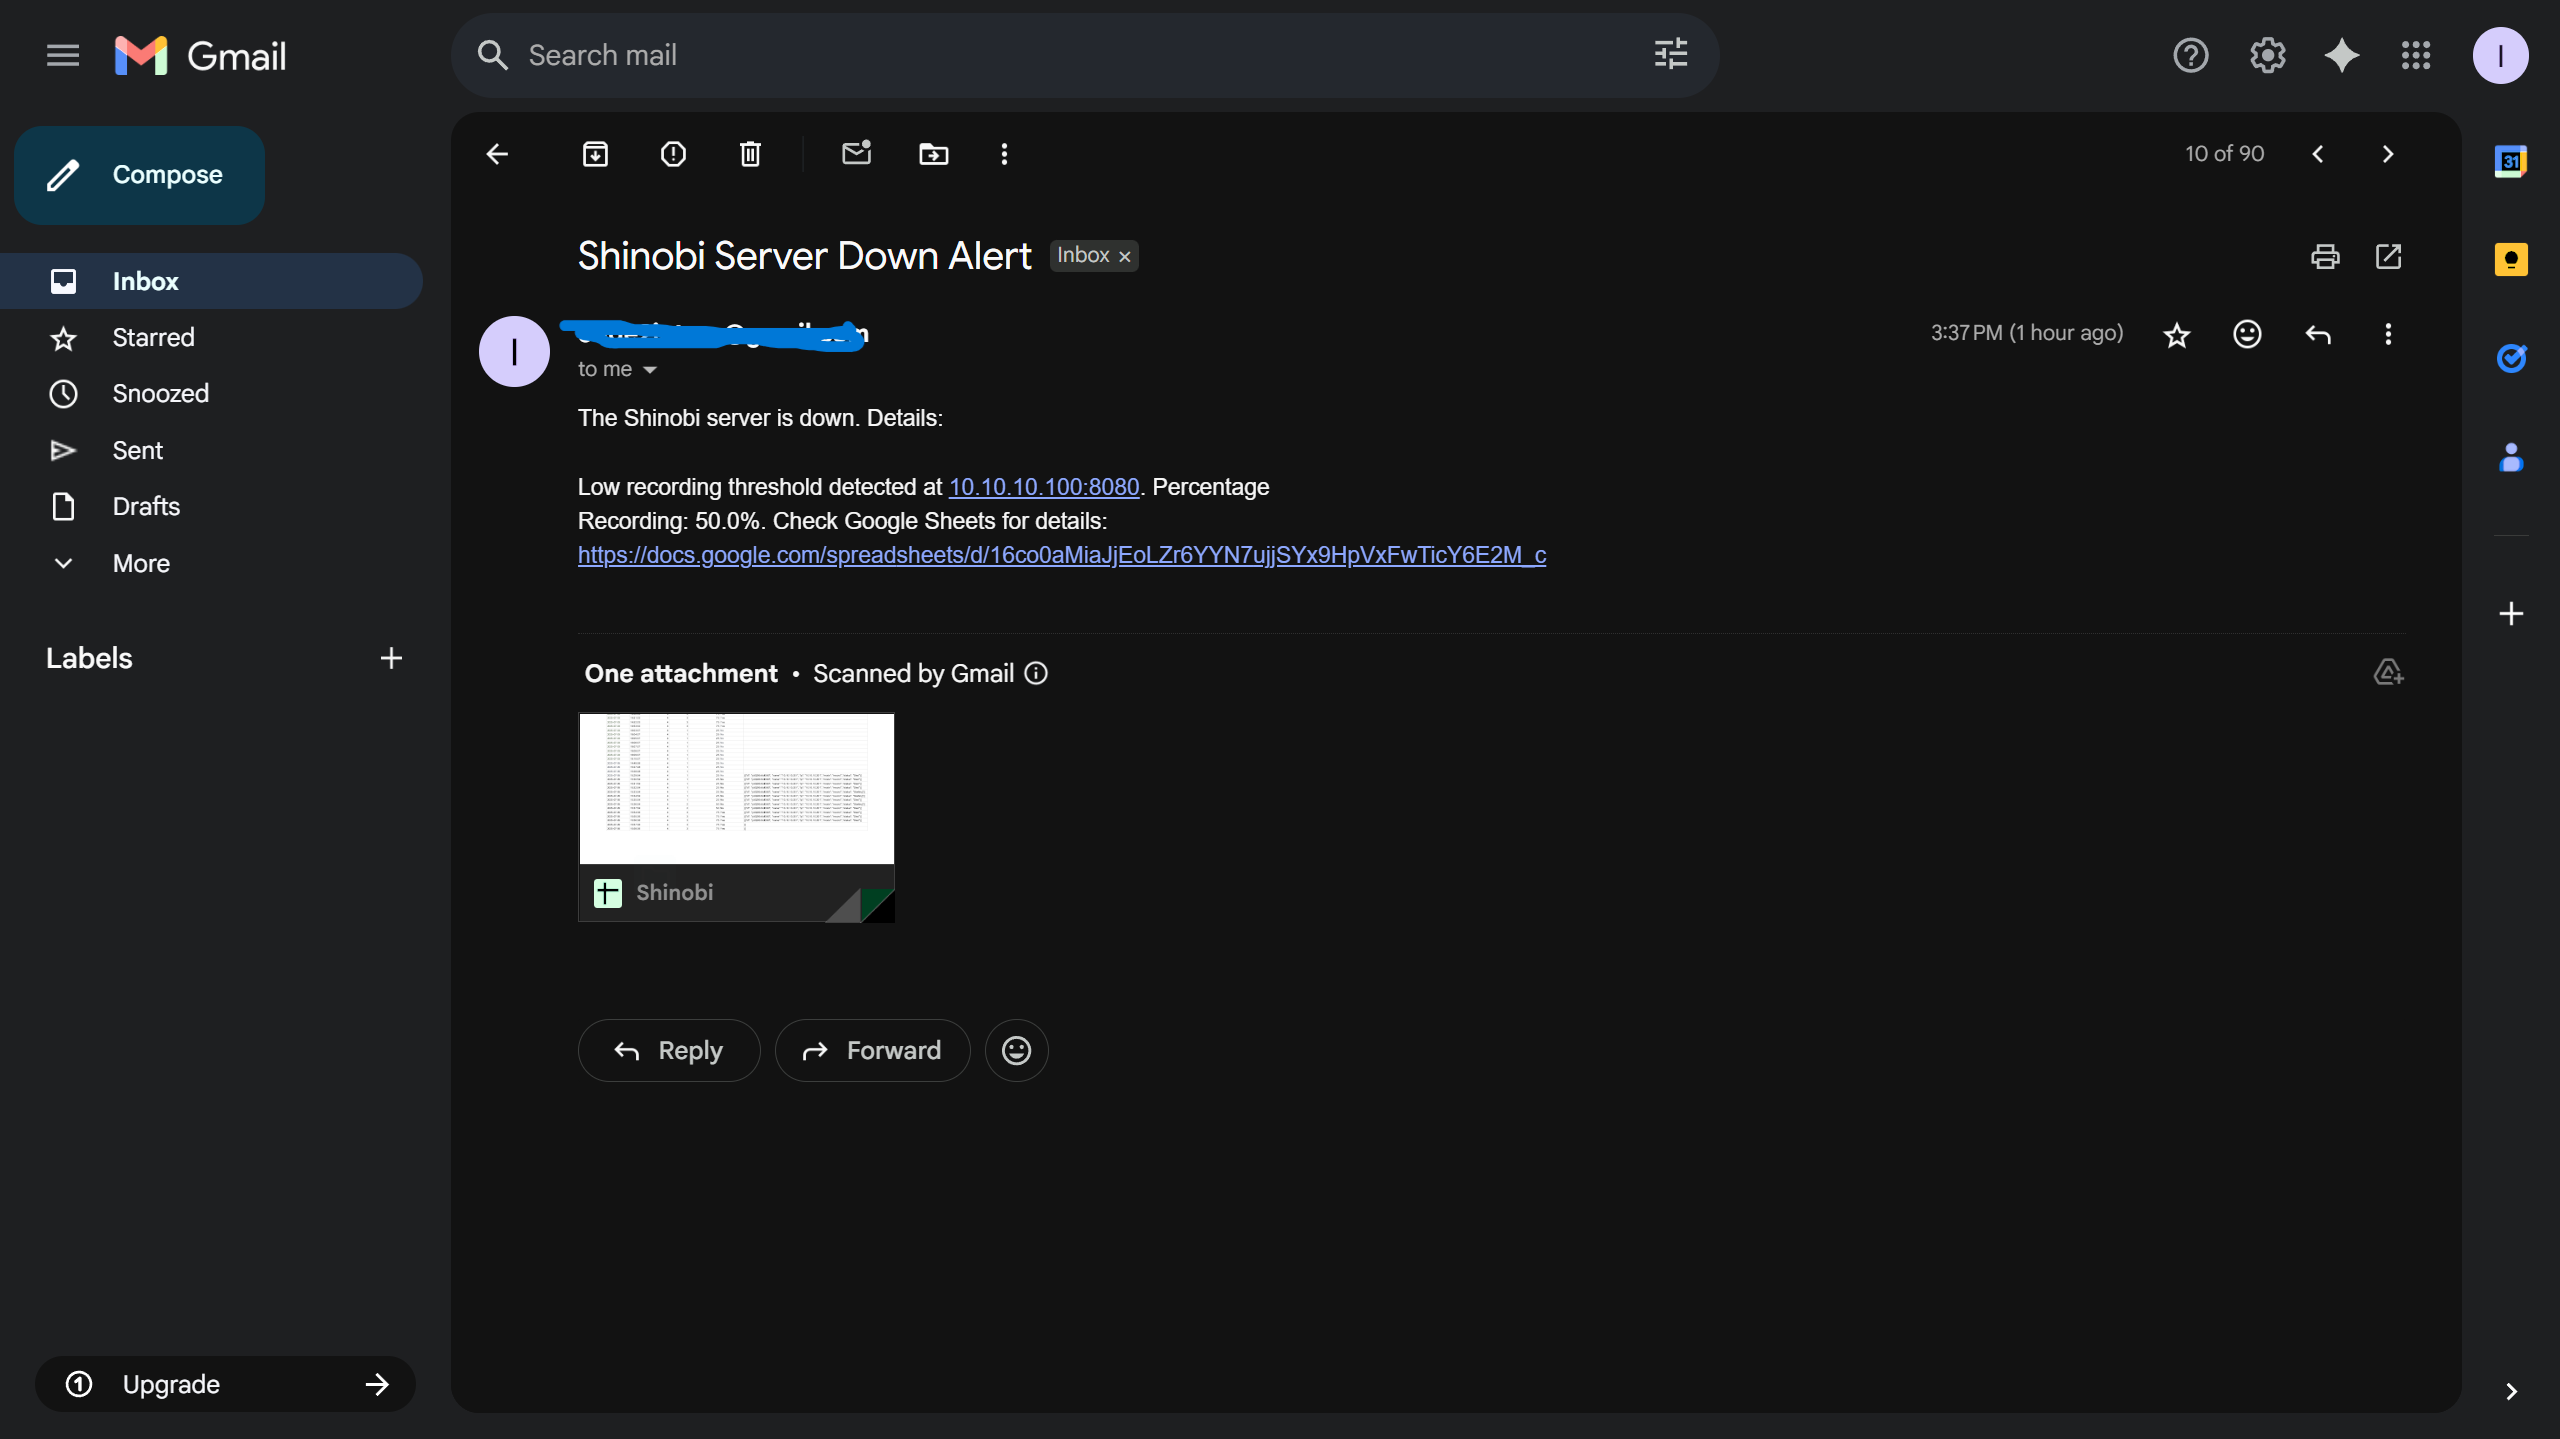 Gmail
Search mail
Compose
10 of 90
Inbox
Starred
Snoozed
Sent
Drafts
More
Labels
Upgrade
Shinobi Server Down Alert
Inbox ×
I
I
31
3:37 PM (1 hour ago)
to me
The Shinobi server is down. Details:
Low recording threshold detected at 10.10.10.100:8080. Percentage
Recording: 50.0%. Check Google Sheets for details:
https://docs.google.com/spreadsheets/d/16co0aMiaJjEoLZr6YYN7ujjSYx9HpVxFwTicY6E2M_c
One attachment • Scanned by Gmail
Shinobi
Reply
Forward